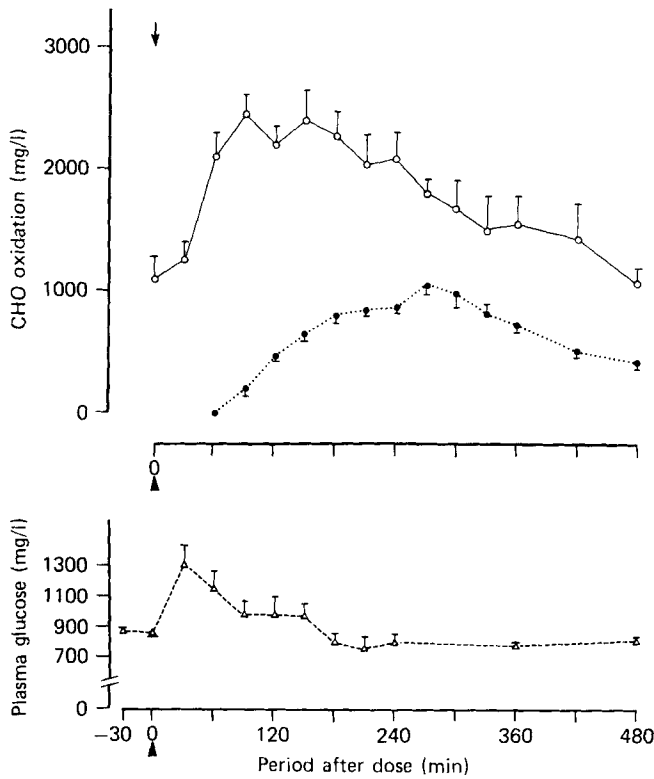 3000
2000
1000
0
CHO oxidation (mg/l)
0
1300
1100
900
700
0
Plasma glucose (mg/l)
−30 0 120 240 360 480
Period after dose (min)